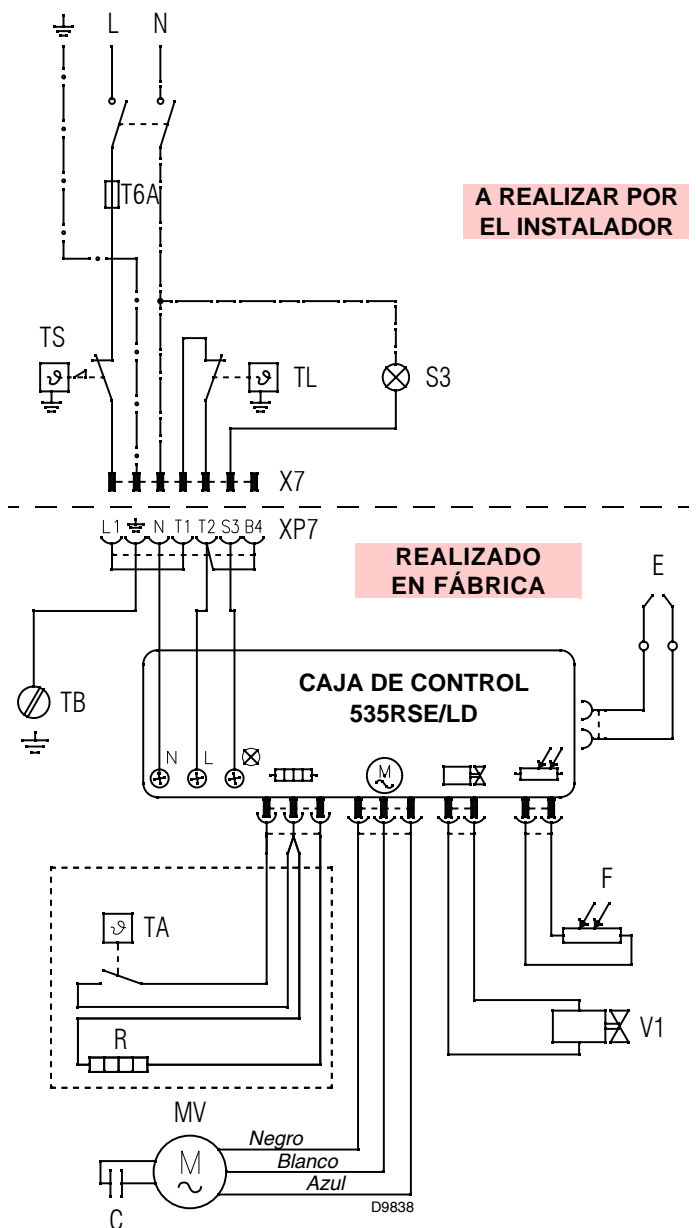 L N
T6A
A REALIZAR POR
EL INSTALADOR
TS
TL
S3
X7
L1 N T1 T2 S3 B4
XP7
REALIZADO
EN FÁBRICA
E
CAJA DE CONTROL
535RSE/LD
TB
N L
M
F
TA
R
V1
MV
M
Negro
Blanco
Azul
C
D9838